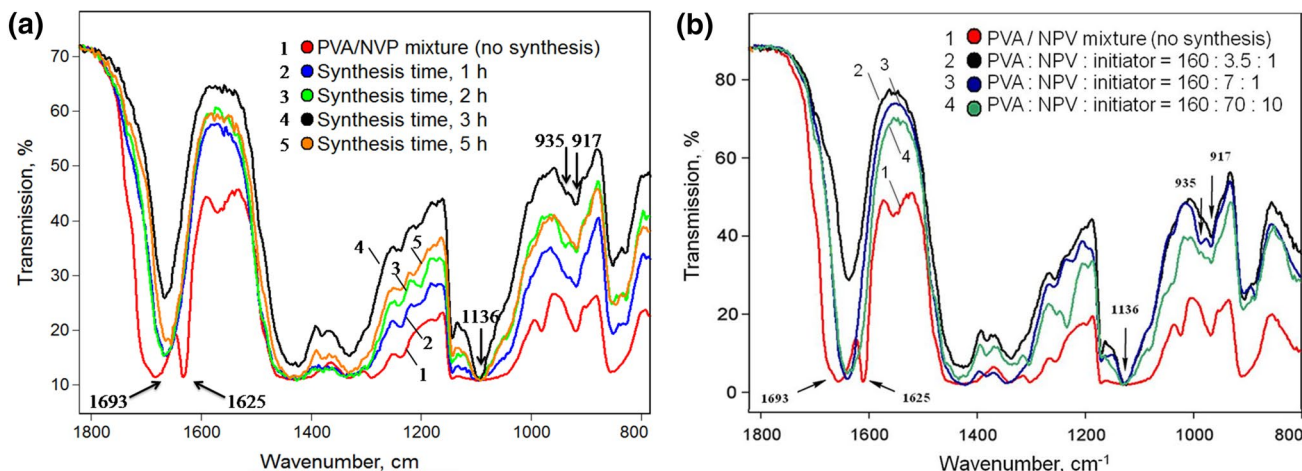 (a)
1 PVA/NVP mixture (no synthesis)
2 Synthesis time, 1 h
3 Synthesis time, 2 h
4 Synthesis time, 3 h
5 Synthesis time, 5 h
935 917
4
5
3
1136
2
1
1693 1625
70
60
50
40
30
20
10
Transmission, %
1800 1600 1400 1200 1000 800
Wavenumber, cm
(b)
1 PVA / NPV mixture (no synthesis)
2 PVA : NPV : initiator = 160 : 3.5 : 1
3 PVA : NPV : initiator = 160 : 7 : 1
4 PVA : NPV : initiator = 160 : 70 : 10
2 3
4
1
917
935
1136
1693 1625
80
60
40
20
0
Transmission, %
1800 1600 1400 1200 1000 800
Wavenumber, cm⁻¹